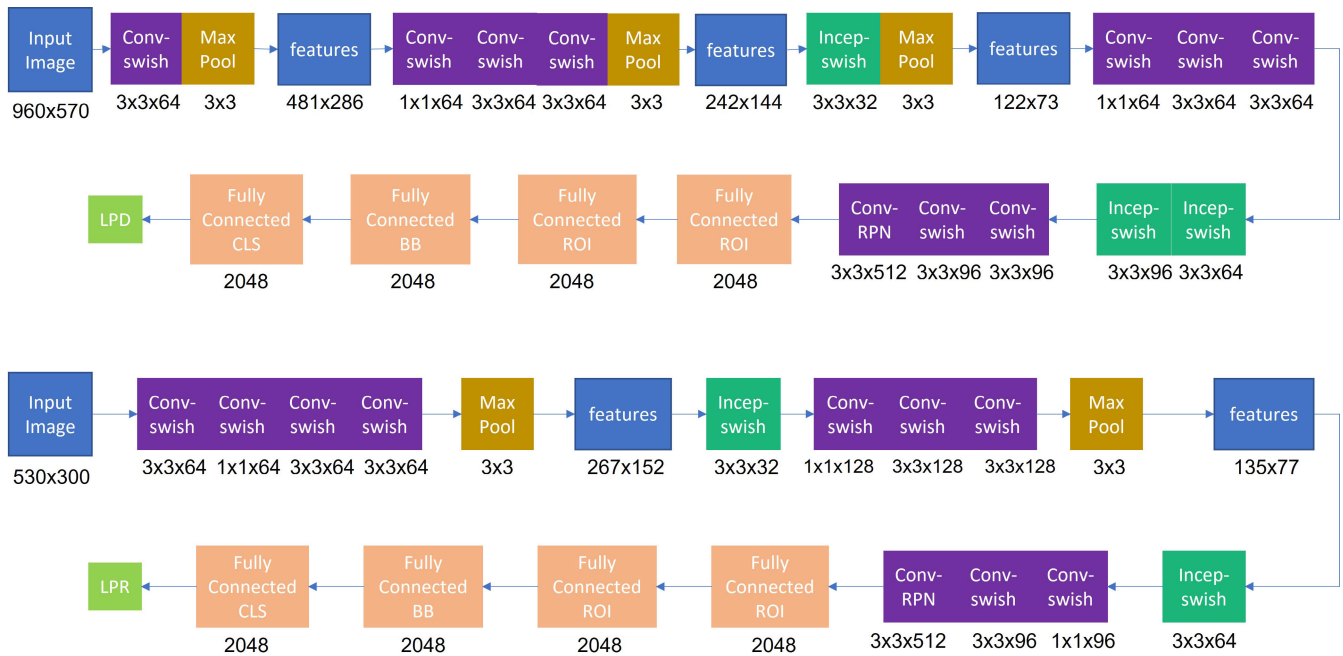 Input
Image
960x570
Conv-
swish
3x3x64
Max
Pool
3x3
features
481x286
Conv-
swish
1x1x64
Conv-
swish
3x3x64
Conv-
swish
3x3x64
Max
Pool
3x3
features
242x144
Incep-
swish
3x3x32
Max
Pool
3x3
features
122x73
Conv-
swish
1x1x64
Conv-
swish
3x3x64
Conv-
swish
3x3x64
LPD
Fully
Connected
CLS
2048
Fully
Connected
BB
2048
Fully
Connected
ROI
2048
Fully
Connected
ROI
2048
Conv-
RPN
3x3x512
Conv-
swish
3x3x96
Conv-
swish
3x3x96
Incep-
swish
3x3x96
Incep-
swish
3x3x64
Input
Image
530x300
Conv-
swish
3x3x64
Conv-
swish
1x1x64
Conv-
swish
3x3x64
Conv-
swish
3x3x64
Max
Pool
3x3
features
267x152
Incep-
swish
3x3x32
Conv-
swish
1x1x128
Conv-
swish
3x3x128
Conv-
swish
3x3x128
Max
Pool
3x3
features
135x77
LPR
Fully
Connected
CLS
2048
Fully
Connected
BB
2048
Fully
Connected
ROI
2048
Fully
Connected
ROI
2048
Conv-
RPN
3x3x512
Conv-
swish
3x3x96
Conv-
swish
1x1x96
Incep-
swish
3x3x64